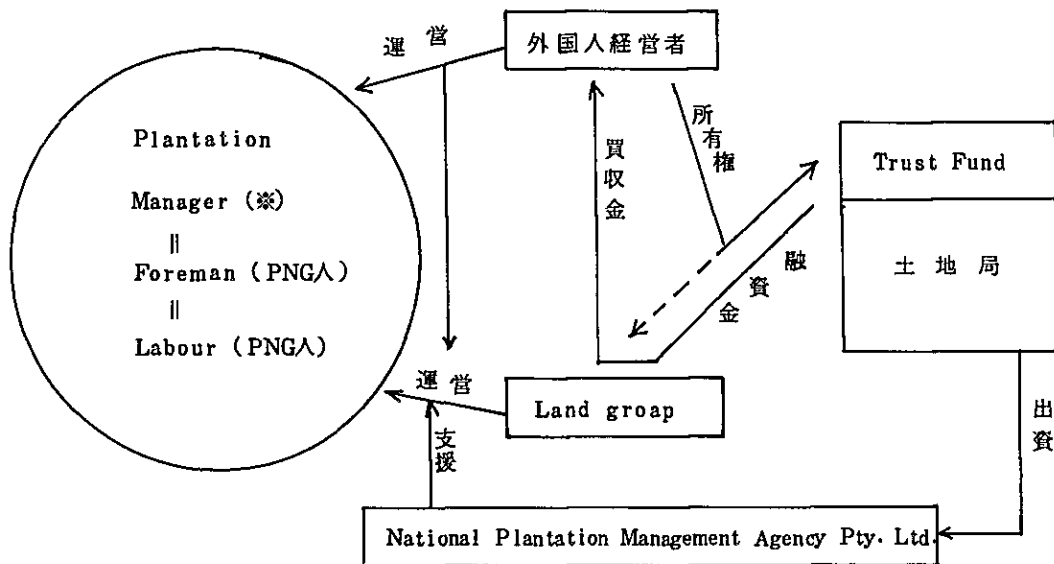 運営
外国人経営者
Plantation
Manager (※)
||
Foreman (PNG人)
||
Labour (PNG人)
買収金
所有権
融資金
Trust Fund
土地局
運営
Land groap
支援
出資
National Plantation Management Agency Pty. Ltd.